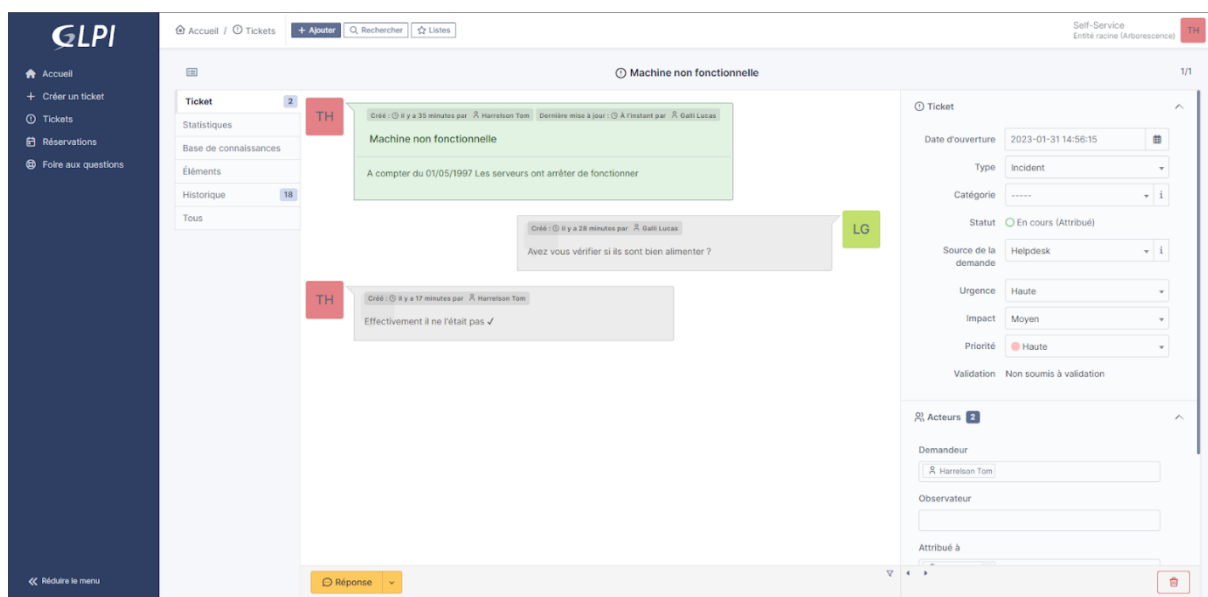 GLPI
Accueil / Tickets
+ Ajouter
Rechercher
Listes
Self-Service
Entité racine (Arborescence)
TH
Accueil
+ Créer un ticket
Tickets
Réservations
Foire aux questions
Réduire le menu
Machine non fonctionnelle
1/1
Ticket 2
Statistiques
Base de connaissances
Éléments
Historique 18
Tous
TH
Créé : Il y a 35 minutes par Harrelson Tom Dernière mise à jour : À l'instant par Galli Lucas
Machine non fonctionnelle
A compter du 01/05/1997 Les serveurs ont arrêter de fonctionner
LG
Créé : Il y a 28 minutes par Galli Lucas
Avez vous vérifier si ils sont bien alimenter ?
TH
Créé : Il y a 17 minutes par Harrelson Tom
Effectivement il ne l'était pas ✓
Réponse
Ticket
Date d'ouverture 2023-01-31 14:56:15
Type Incident
Catégorie ----- i
Statut En cours (Attribué)
Source de la demande Helpdesk i
Urgence Haute
Impact Moyen
Priorité Haute
Validation Non soumis à validation
Acteurs 2
Demandeur
Harrelson Tom
Observateur
Attribué à